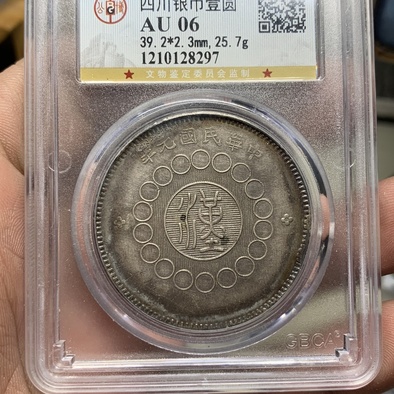 四川银币壹圆
AU 06
39.2*2.3mm,25.7g
1210128297
★ 文物鉴定委员会监制 ★
年元國民華中
漢
GBCA